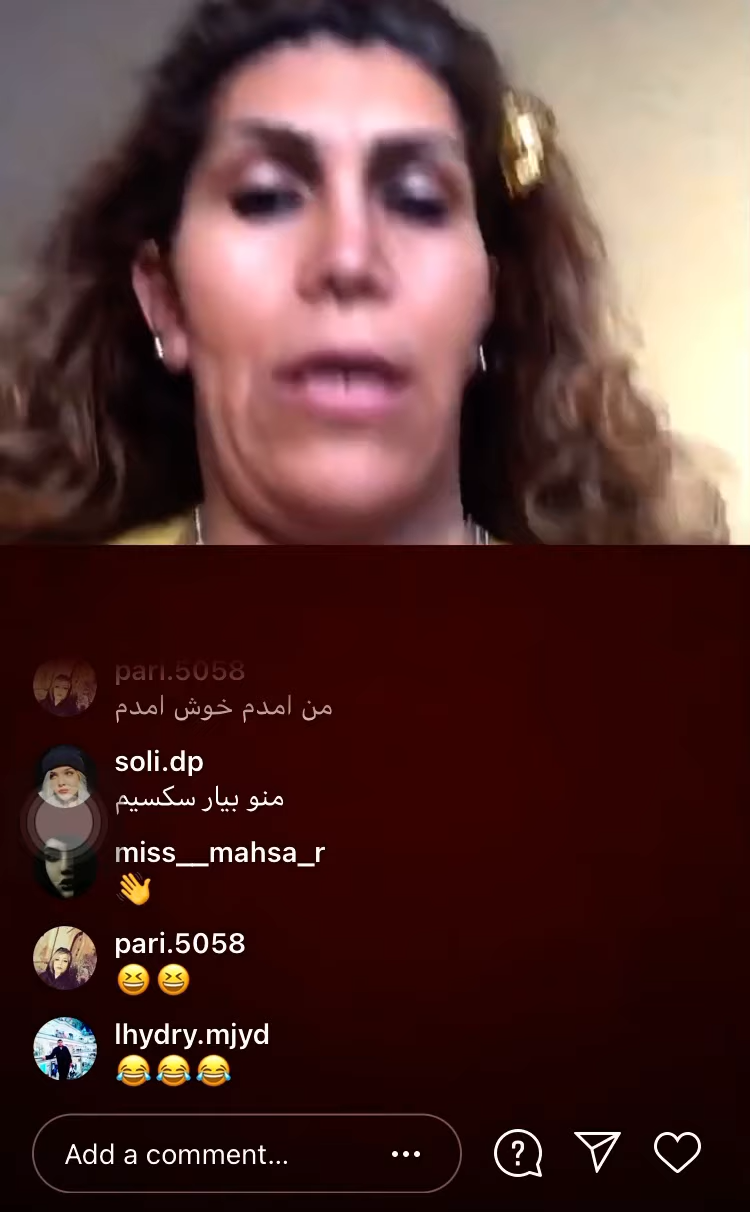 pari.5058
من امدم خوش امدم
soli.dp
منو بیار سکسیم
miss__mahsa_r
👋
pari.5058
😆😆
lhydry.mjyd
😂😂😂
Add a comment...